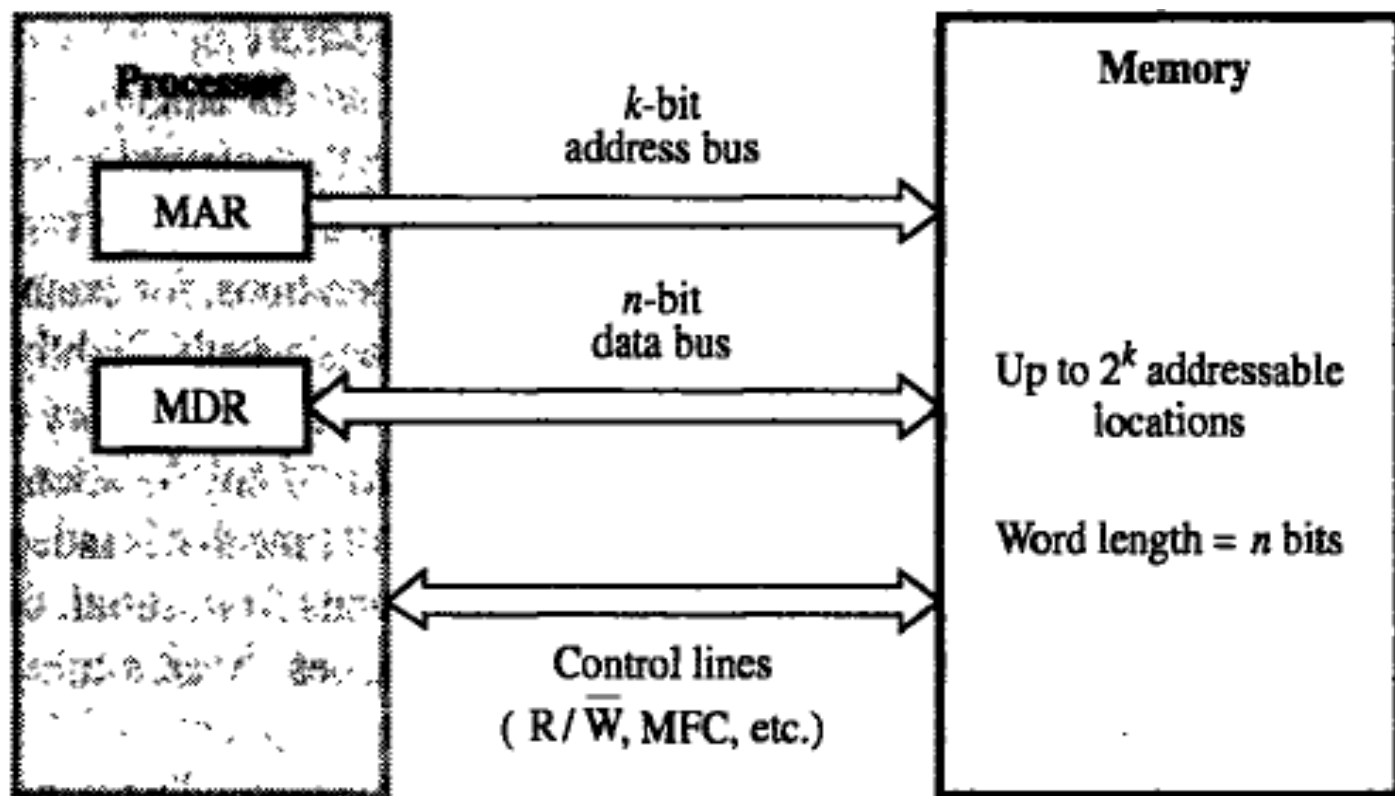 Processor
Memory
k-bit
address bus
MAR
n-bit
data bus
MDR
Up to 2^k addressable
locations
Word length = n bits
Control lines
( R / W̅, MFC, etc.)